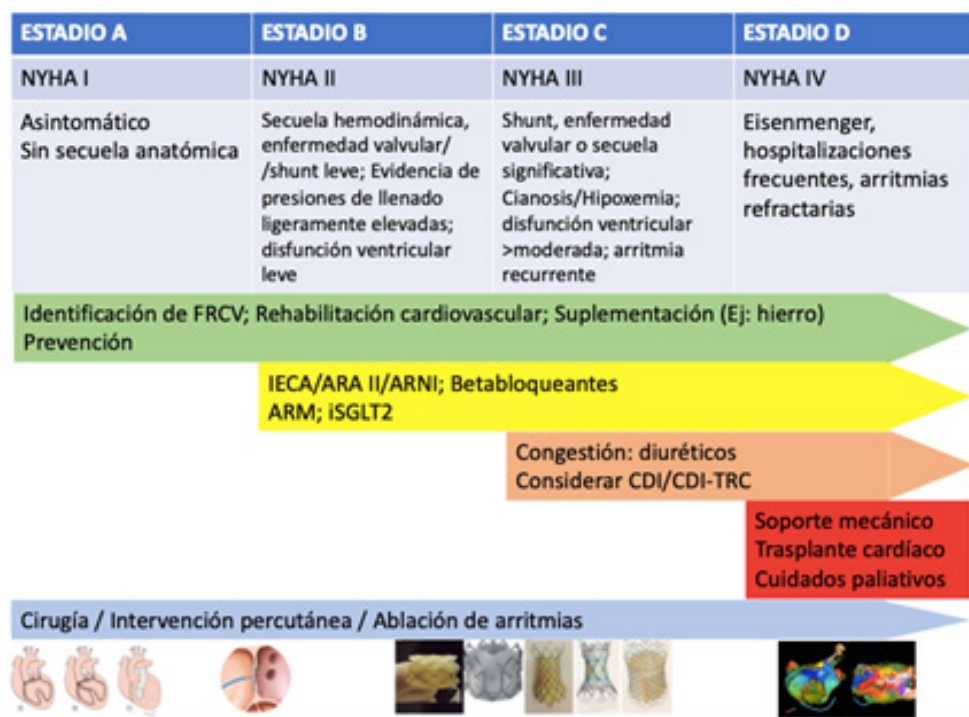 ESTADIO A
ESTADIO B
ESTADIO C
ESTADIO D
NYHA I
NYHA II
NYHA III
NYHA IV
Asintomático
Sin secuela anatómica
Secuela hemodinámica,
enfermedad valvular/
/shunt leve; Evidencia de
presiones de llenado
ligeramente elevadas;
disfunción ventricular
leve
Shunt, enfermedad
valvular o secuela
significativa;
Cianosis/Hipoxemia;
disfunción ventricular
>moderada; arritmia
recurrente
Eisenmenger,
hospitalizaciones
frecuentes, arritmias
refractarias
Identificación de FRCV; Rehabilitación cardiovascular; Suplementación (Ej: hierro)
Prevención
IECA/ARA II/ARNI; Betabloqueantes
ARM; iSGLT2
Congestión: diuréticos
Considerar CDI/CDI-TRC
Soporte mecánico
Trasplante cardíaco
Cuidados paliativos
Cirugía / Intervención percutánea / Ablación de arritmias